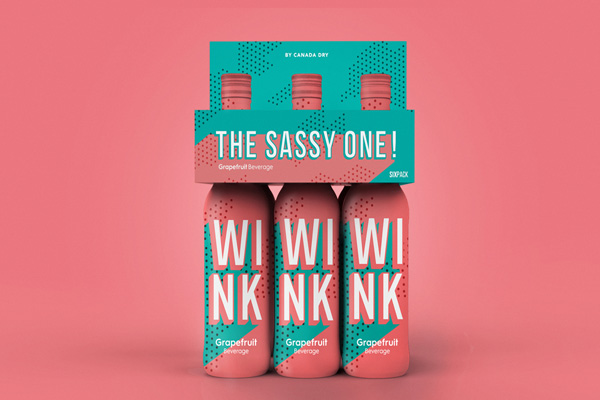 BY CANADA DRY
THE SASSY ONE!
Grapefruit Beverage
SIXPACK
WI
NK
Grapefruit
Beverage
WI
NK
Grapefruit
Beverage
WI
NK
Grapefruit
Beverage